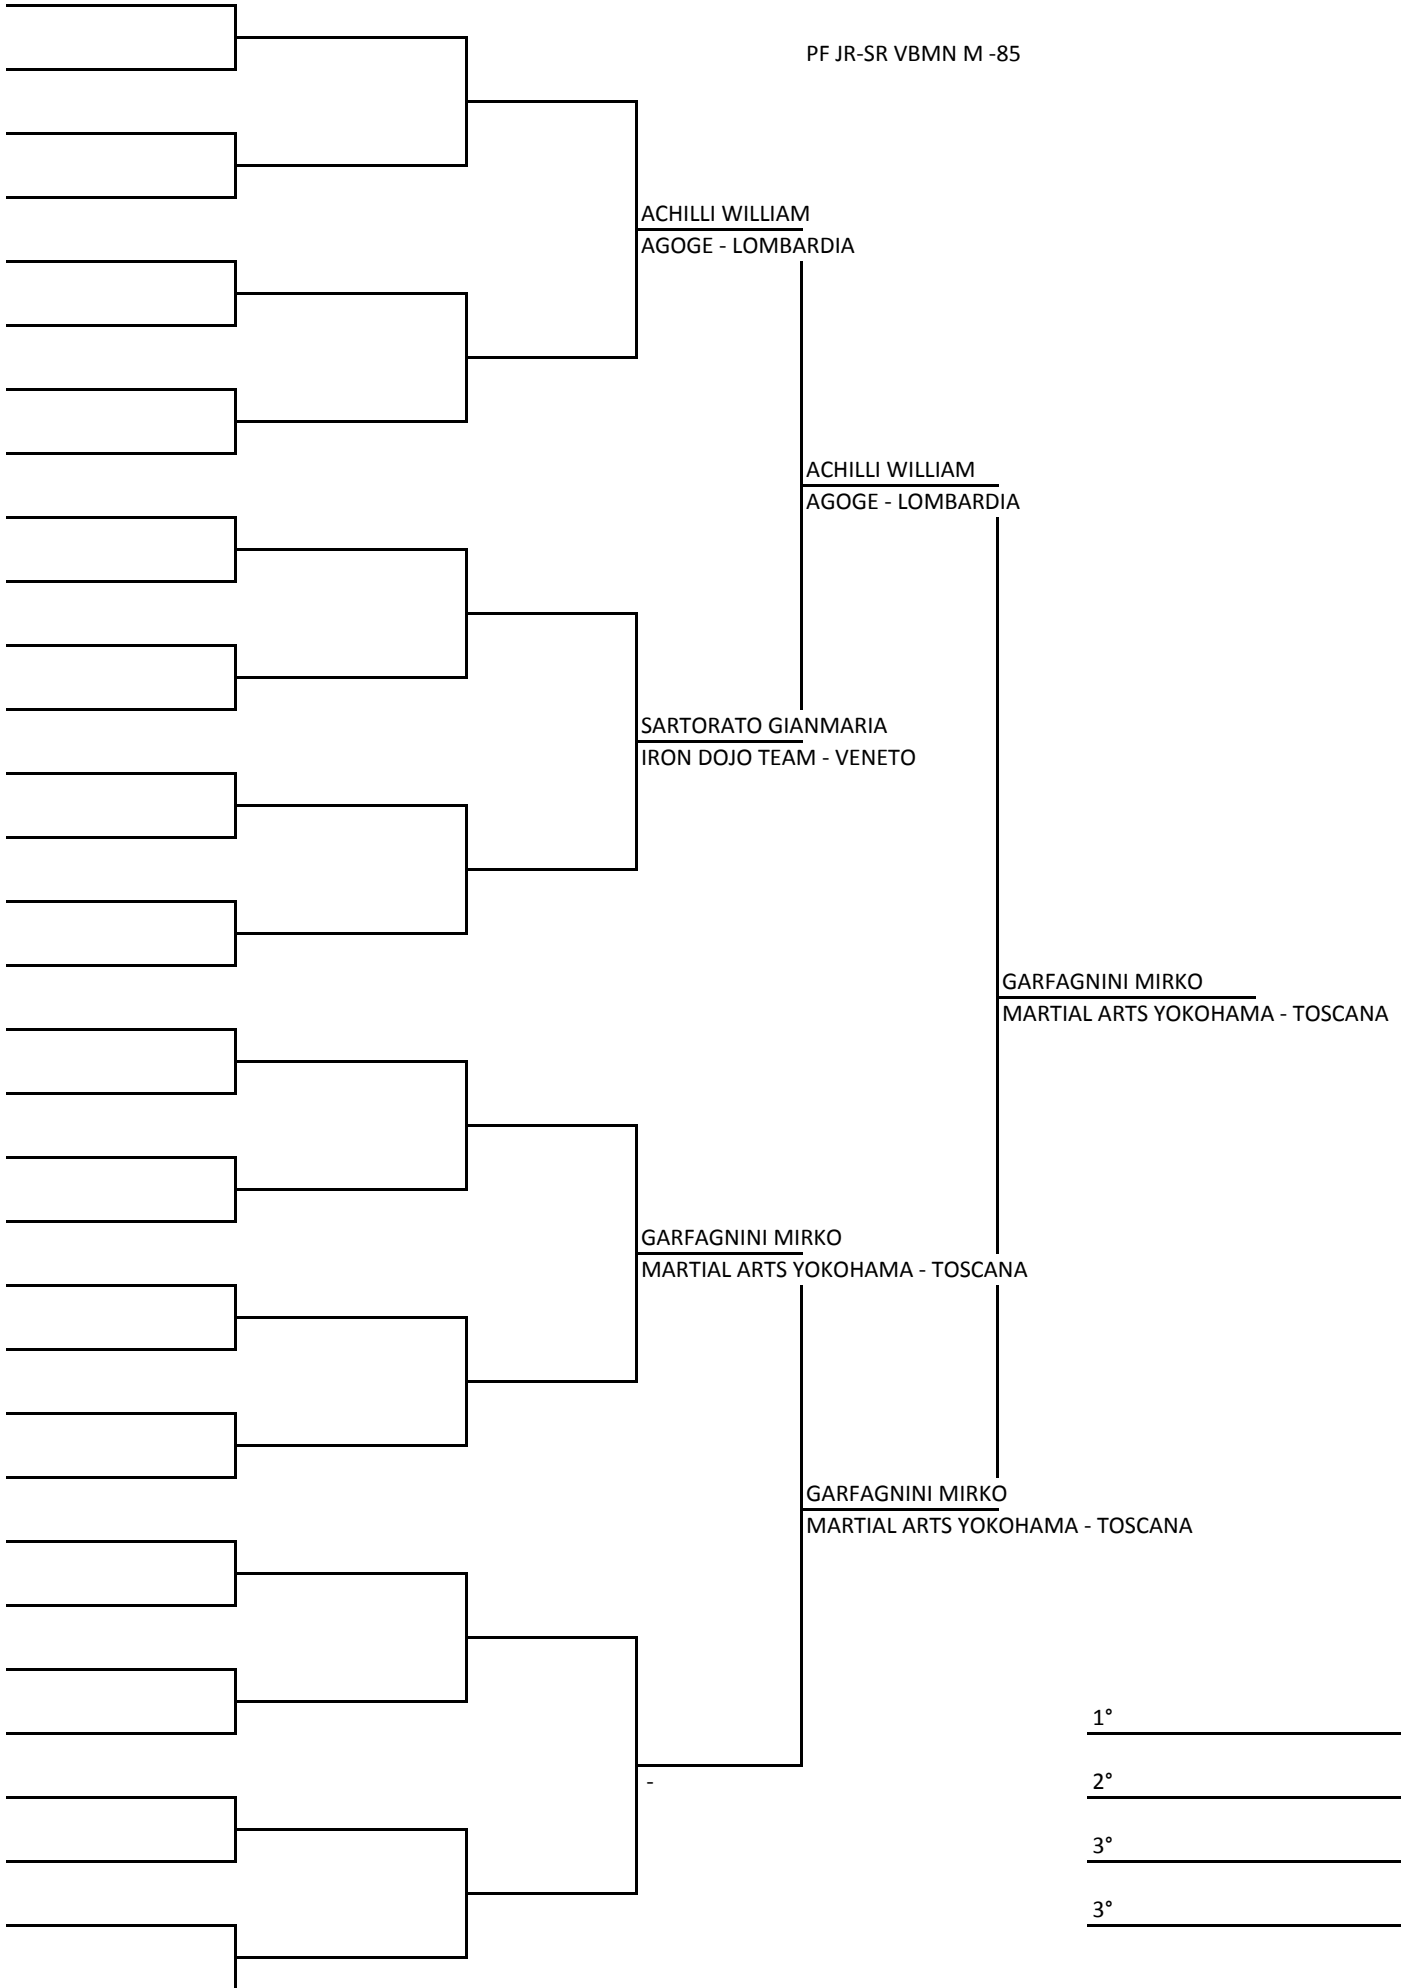 PF JR-SR VBMN M -85
ACHILLI WILLIAM
AGOGE - LOMBARDIA
ACHILLI WILLIAM
AGOGE - LOMBARDIA
SARTORATO GIANMARIA
IRON DOJO TEAM - VENETO
GARFAGNINI MIRKO
MARTIAL ARTS YOKOHAMA - TOSCANA
GARFAGNINI MIRKO
MARTIAL ARTS YOKOHAMA - TOSCANA
GARFAGNINI MIRKO
MARTIAL ARTS YOKOHAMA - TOSCANA
1°
-
2°
3°
3°